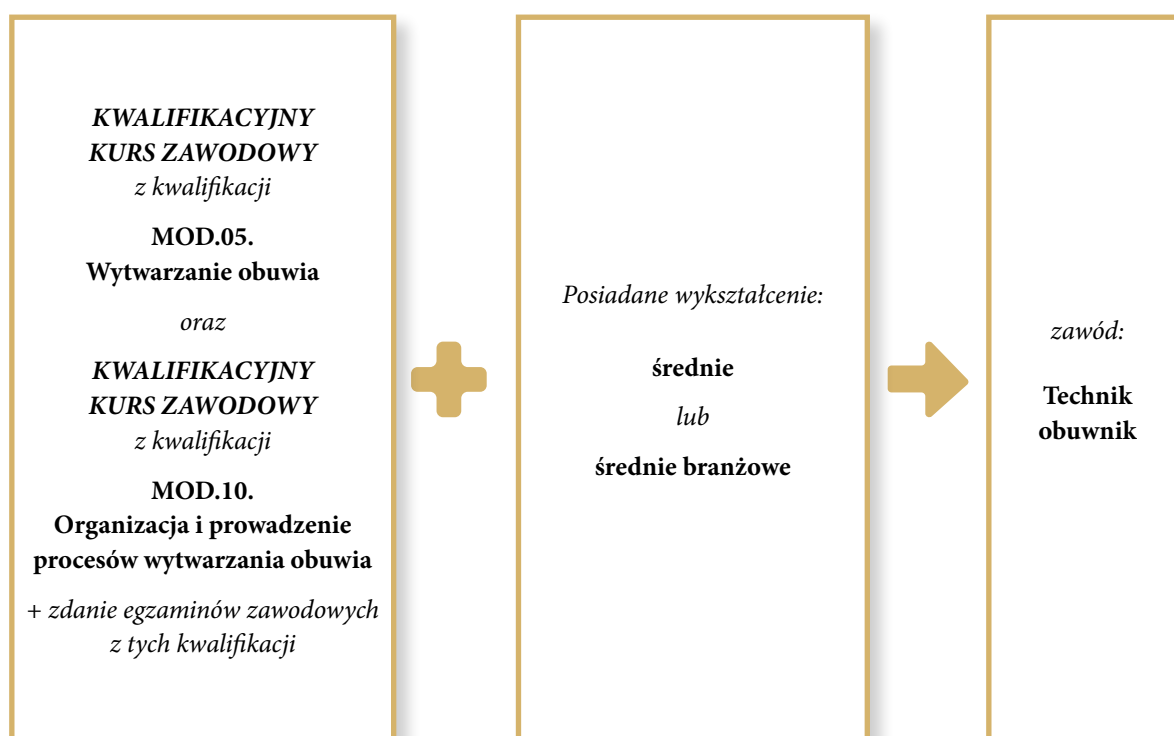 KWALIFIKACYJNY
KURS ZAWODOWY
z kwalifikacji
MOD.05.
Wytwarzanie obuwia
oraz
KWALIFIKACYJNY
KURS ZAWODOWY
z kwalifikacji
MOD.10.
Organizacja i prowadzenie
procesów wytwarzania obuwia
+ zdanie egzaminów zawodowych
z tych kwalifikacji
Posiadane wykształcenie:
średnie
lub
średnie branżowe
zawód:
Technik
obuwnik